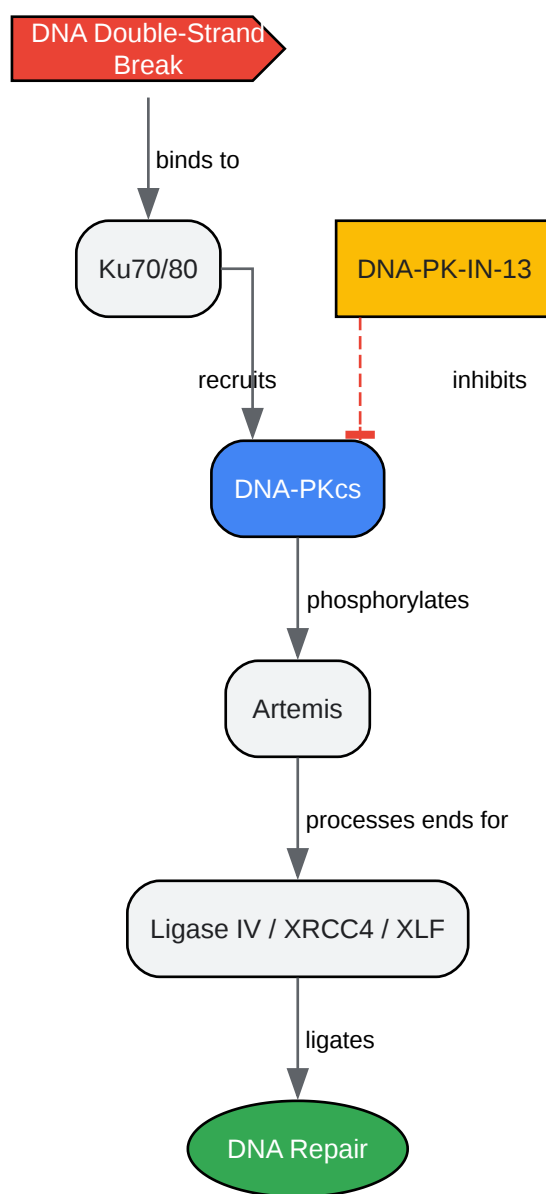 DNA Double-Strand
Break
binds to
Ku70/80
DNA-PK-IN-13
recruits
inhibits
DNA-PKcs
phosphorylates
Artemis
processes ends for
Ligase IV / XRCC4 / XLF
ligates
DNA Repair